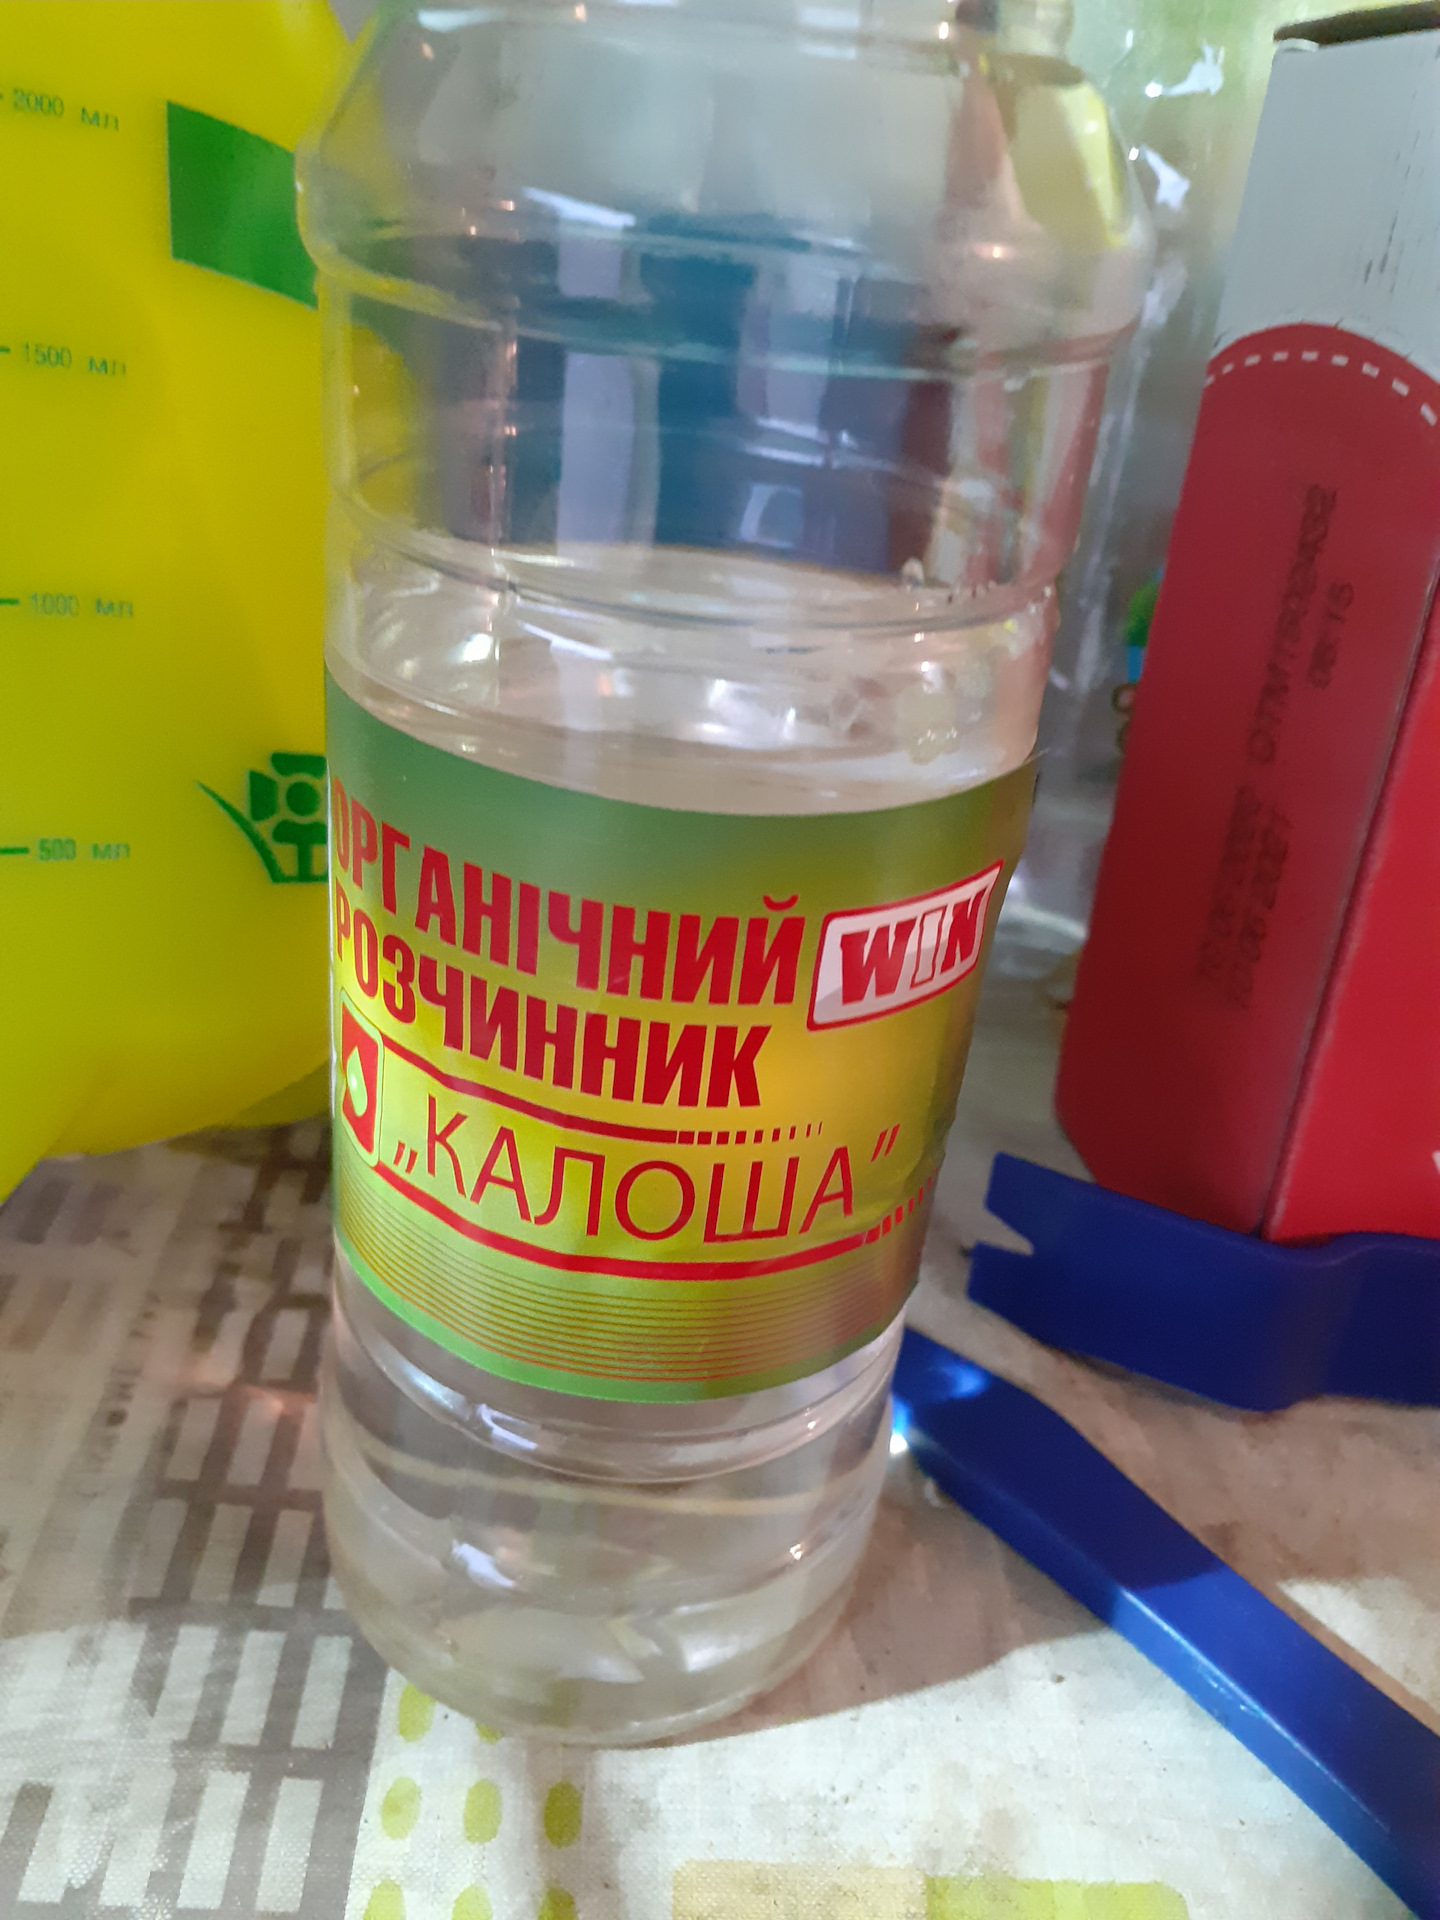 2000 мл
1500 мл
1000 мл
500 мл
ОРГАНІЧНИЙ
РОЗЧИННИК
WIN
„КАЛОША"